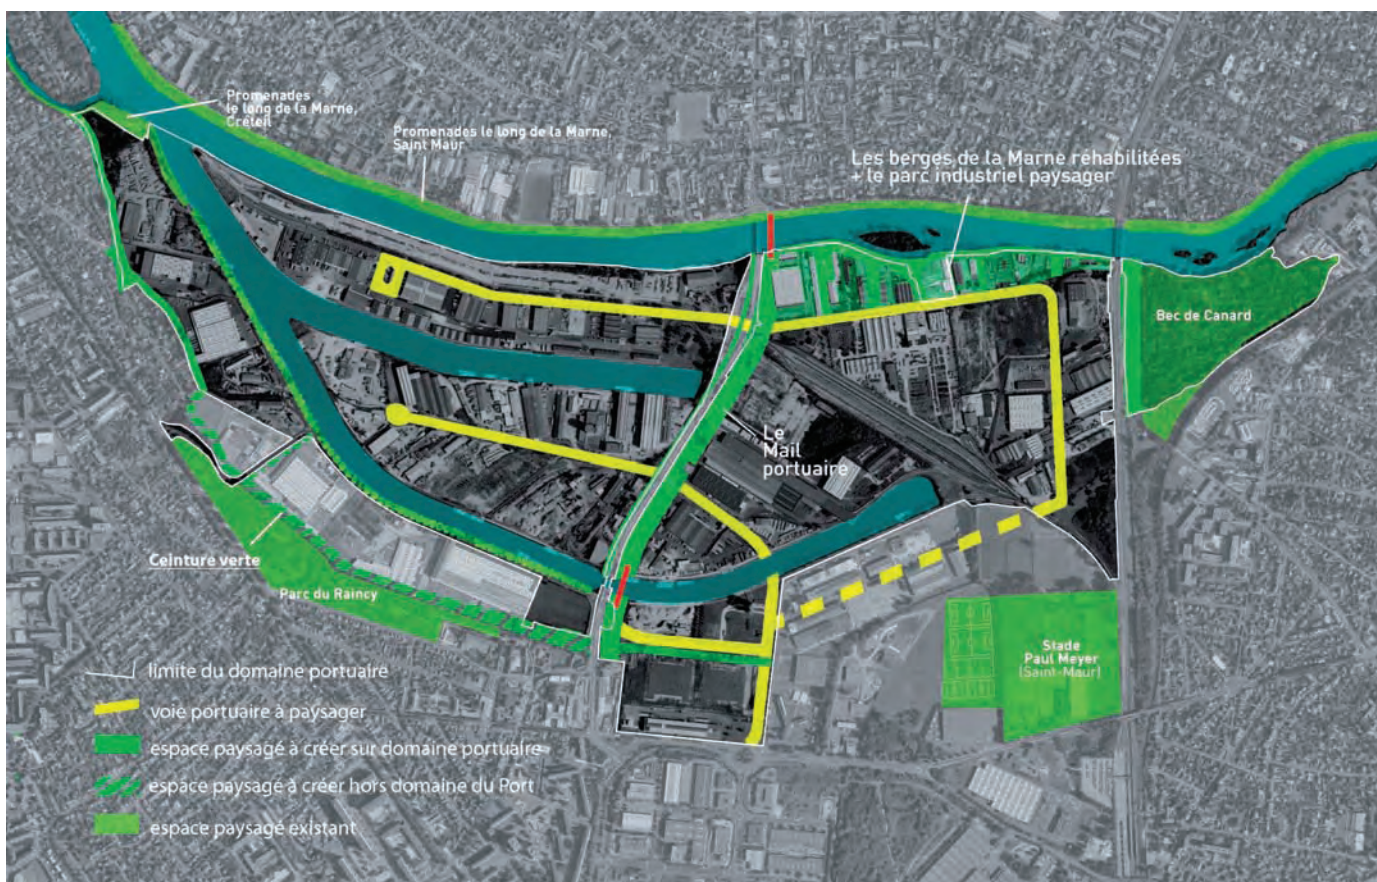 Promenades
le long de la Marne,
Créteil
Promenades le long de la Marne,
Saint Maur
Les berges de la Marne réhabilitées
+ le parc industriel paysager
Bec de Canard
Le
Mail
portuaire
Ceinture verte
Parc du Raincy
Stade
Paul Meyer
(Saint-Maur)
limite du domaine portuaire
voie portuaire à paysager
espace paysagé à créer sur domaine portuaire
espace paysagé à créer hors domaine du Port
espace paysagé existant